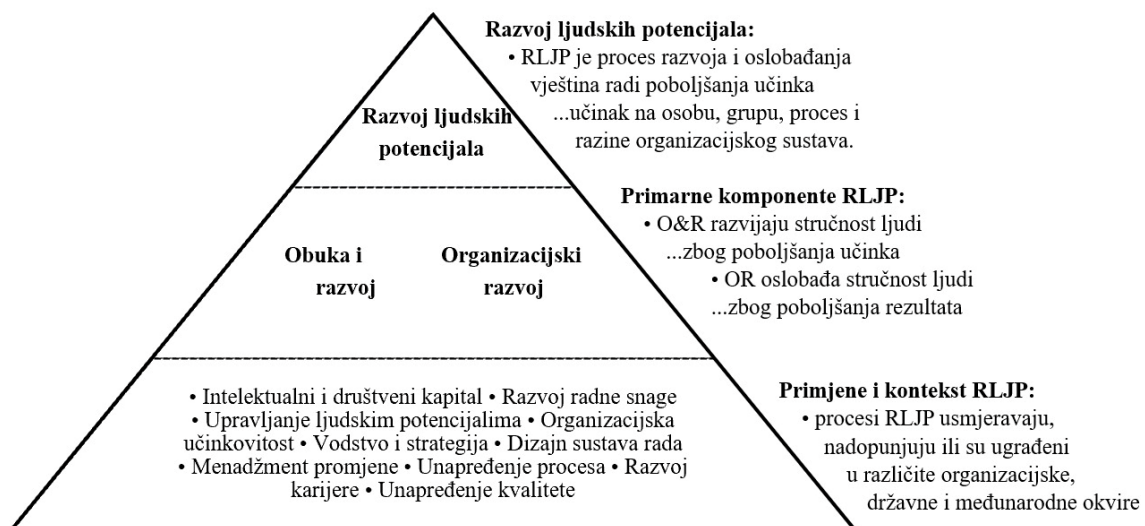 Razvoj ljudskih potencijala:
• RLJP je proces razvoja i oslobađanja
vještina radi poboljšanja učinka
...učinak na osobu, grupu, proces i
razine organizacijskog sustava.
Razvoj ljudskih
potencijala
Primarne komponente RLJP:
• O&R razvijaju stručnost ljudi
...zbog poboljšanja učinka
• OR oslobađa stručnost ljudi
...zbog poboljšanja rezultata
Obuka i
razvoj
Organizacijski
razvoj
• Intelektualni i društveni kapital • Razvoj radne snage
• Upravljanje ljudskim potencijalima • Organizacijska
učinkovitost • Vodstvo i strategija • Dizajn sustava rada
• Menadžment promjene • Unapređenje procesa • Razvoj
karijere • Unapređenje kvalitete
Primjene i kontekst RLJP:
• procesi RLJP usmjeravaju,
nadopunjuju ili su ugrađeni
u različite organizacijske,
državne i međunarodne okvire